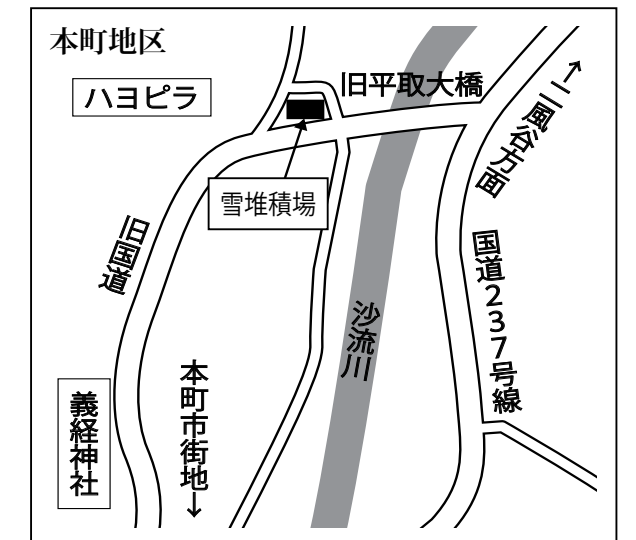 本町地区
ハヨピラ
旧平取大橋
↑二風谷方面
雪堆積場
旧国道
国道237号線
沙流川
本町市街地↓
義経神社